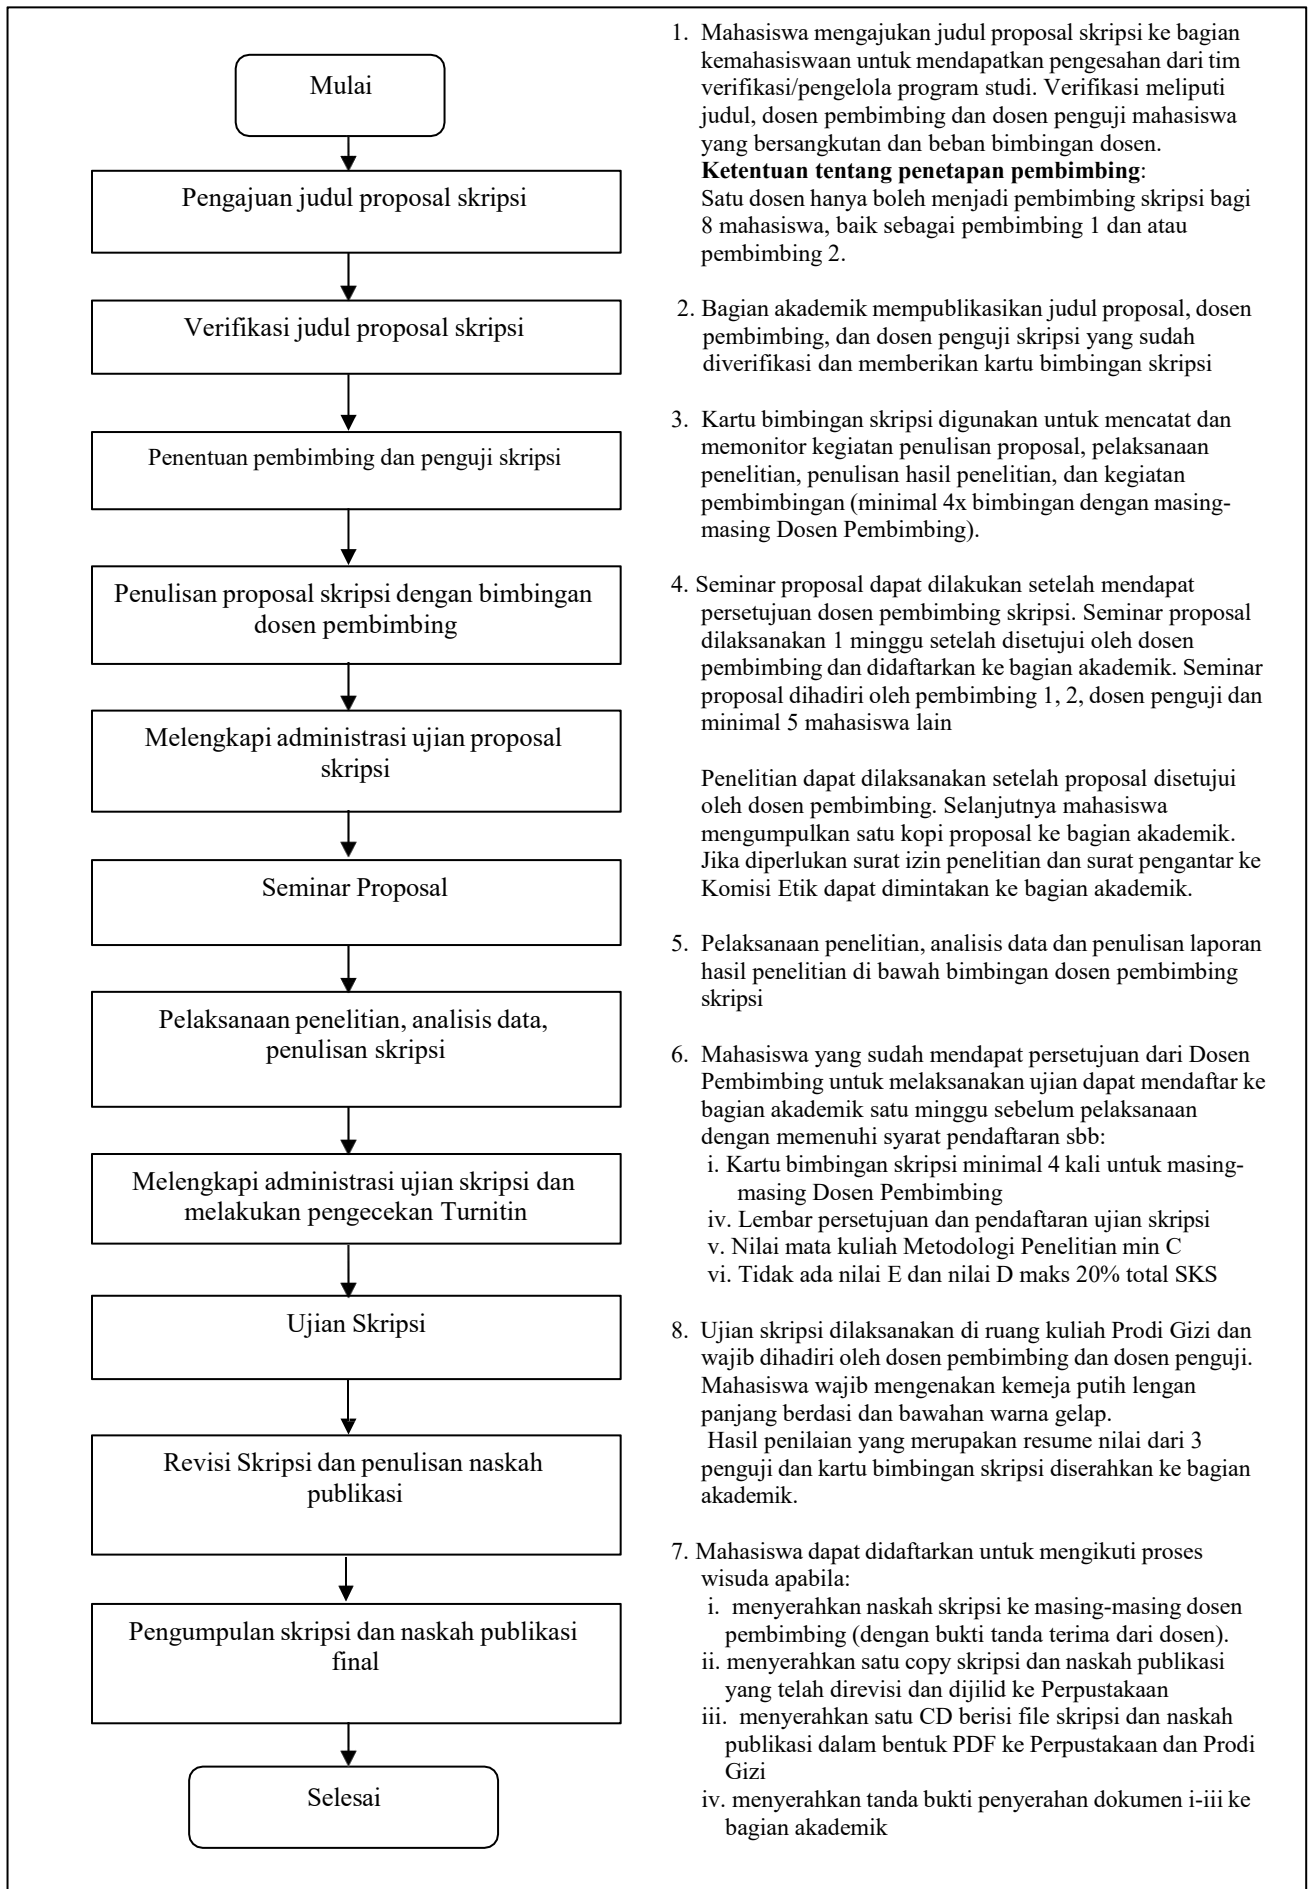 Mulai
Pengajuan judul proposal skripsi
Verifikasi judul proposal skripsi
Penentuan pembimbing dan penguji skripsi
Penulisan proposal skripsi dengan bimbingan
dosen pembimbing
Melengkapi administrasi ujian proposal
skripsi
Seminar Proposal
Pelaksanaan penelitian, analisis data,
penulisan skripsi
Melengkapi administrasi ujian skripsi dan
melakukan pengecekan Turnitin
Ujian Skripsi
Revisi Skripsi dan penulisan naskah
publikasi
Pengumpulan skripsi dan naskah publikasi
final
Selesai
1. Mahasiswa mengajukan judul proposal skripsi ke bagian
kemahasiswaan untuk mendapatkan pengesahan dari tim
verifikasi/pengelola program studi. Verifikasi meliputi
judul, dosen pembimbing dan dosen penguji mahasiswa
yang bersangkutan dan beban bimbingan dosen.
Ketentuan tentang penetapan pembimbing:
Satu dosen hanya boleh menjadi pembimbing skripsi bagi
8 mahasiswa, baik sebagai pembimbing 1 dan atau
pembimbing 2.
2. Bagian akademik mempublikasikan judul proposal, dosen
pembimbing, dan dosen penguji skripsi yang sudah
diverifikasi dan memberikan kartu bimbingan skripsi
3. Kartu bimbingan skripsi digunakan untuk mencatat dan
memonitor kegiatan penulisan proposal, pelaksanaan
penelitian, penulisan hasil penelitian, dan kegiatan
pembimbingan (minimal 4x bimbingan dengan masing-
masing Dosen Pembimbing).
4. Seminar proposal dapat dilakukan setelah mendapat
persetujuan dosen pembimbing skripsi. Seminar proposal
dilaksanakan 1 minggu setelah disetujui oleh dosen
pembimbing dan didaftarkan ke bagian akademik. Seminar
proposal dihadiri oleh pembimbing 1, 2, dosen penguji dan
minimal 5 mahasiswa lain
Penelitian dapat dilaksanakan setelah proposal disetujui
oleh dosen pembimbing. Selanjutnya mahasiswa
mengumpulkan satu kopi proposal ke bagian akademik.
Jika diperlukan surat izin penelitian dan surat pengantar ke
Komisi Etik dapat dimintakan ke bagian akademik.
5. Pelaksanaan penelitian, analisis data dan penulisan laporan
hasil penelitian di bawah bimbingan dosen pembimbing
skripsi
6. Mahasiswa yang sudah mendapat persetujuan dari Dosen
Pembimbing untuk melaksanakan ujian dapat mendaftar ke
bagian akademik satu minggu sebelum pelaksanaan
dengan memenuhi syarat pendaftaran sbb:
i. Kartu bimbingan skripsi minimal 4 kali untuk masing-
masing Dosen Pembimbing
iv. Lembar persetujuan dan pendaftaran ujian skripsi
v. Nilai mata kuliah Metodologi Penelitian min C
vi. Tidak ada nilai E dan nilai D maks 20% total SKS
8. Ujian skripsi dilaksanakan di ruang kuliah Prodi Gizi dan
wajib dihadiri oleh dosen pembimbing dan dosen penguji.
Mahasiswa wajib mengenakan kemeja putih lengan
panjang berdasi dan bawahan warna gelap.
Hasil penilaian yang merupakan resume nilai dari 3
penguji dan kartu bimbingan skripsi diserahkan ke bagian
akademik.
7. Mahasiswa dapat didaftarkan untuk mengikuti proses
wisuda apabila:
i. menyerahkan naskah skripsi ke masing-masing dosen
pembimbing (dengan bukti tanda terima dari dosen).
ii. menyerahkan satu copy skripsi dan naskah publikasi
yang telah direvisi dan dijilid ke Perpustakaan
iii. menyerahkan satu CD berisi file skripsi dan naskah
publikasi dalam bentuk PDF ke Perpustakaan dan Prodi
Gizi
iv. menyerahkan tanda bukti penyerahan dokumen i-iii ke
bagian akademik